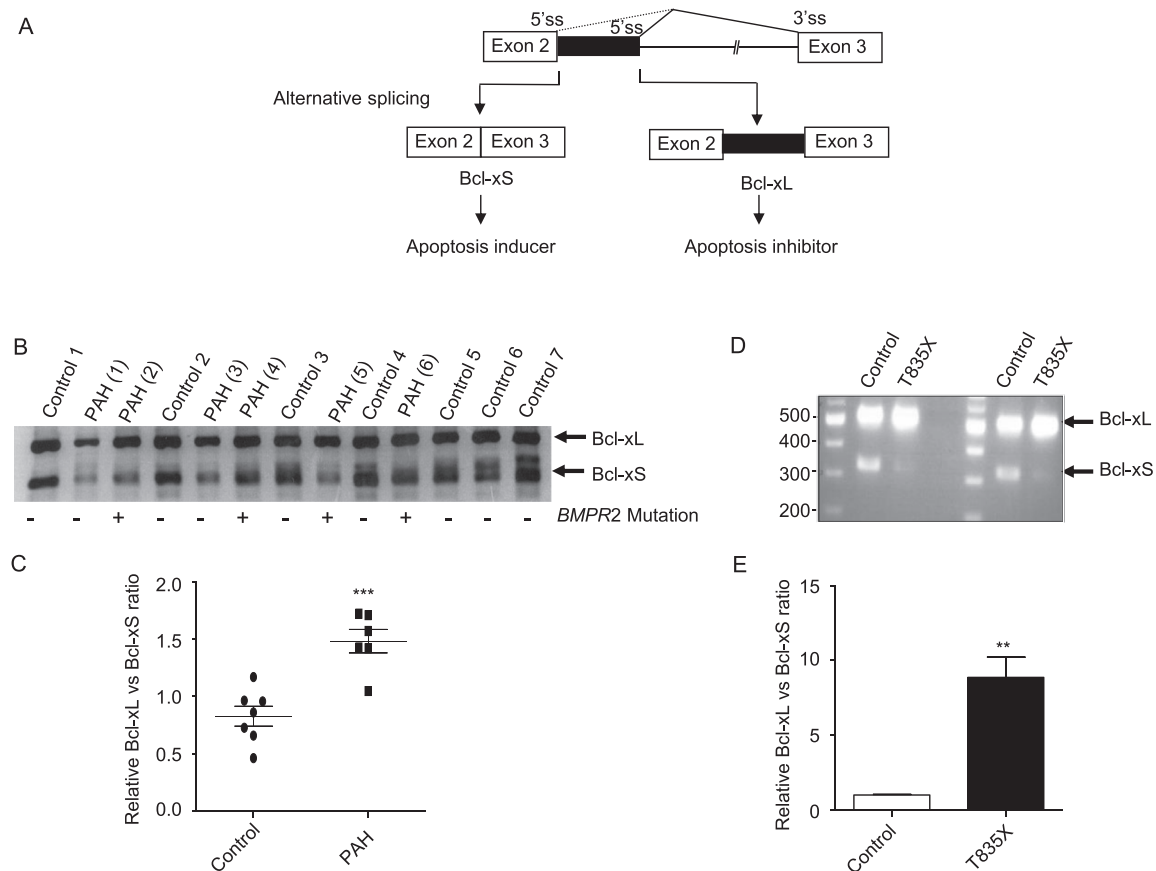 A
5’ss
5’ss
3’ss
Exon 2
Exon 3
Alternative splicing
Exon 2
Exon 3
Exon 2
Exon 3
Bcl-xS
Bcl-xL
Apoptosis inducer
Apoptosis inhibitor
B
Control 1
PAH (1)
PAH (2)
Control 2
PAH (3)
PAH (4)
Control 3
PAH (5)
Control 4
PAH (6)
Control 5
Control 6
Control 7
Bcl-xL
Bcl-xS
- - + - - + - + - + - - -
BMPR2 Mutation
C
Relative Bcl-xL vs Bcl-xS ratio
2.0
1.5
1.0
0.5
0.0
***
Control
PAH
D
Control
T835X
Control
T835X
500-
400-
300-
200-
Bcl-xL
Bcl-xS
E
Relative Bcl-xL vs Bcl-xS ratio
15
10
5
0
**
Control
T835X